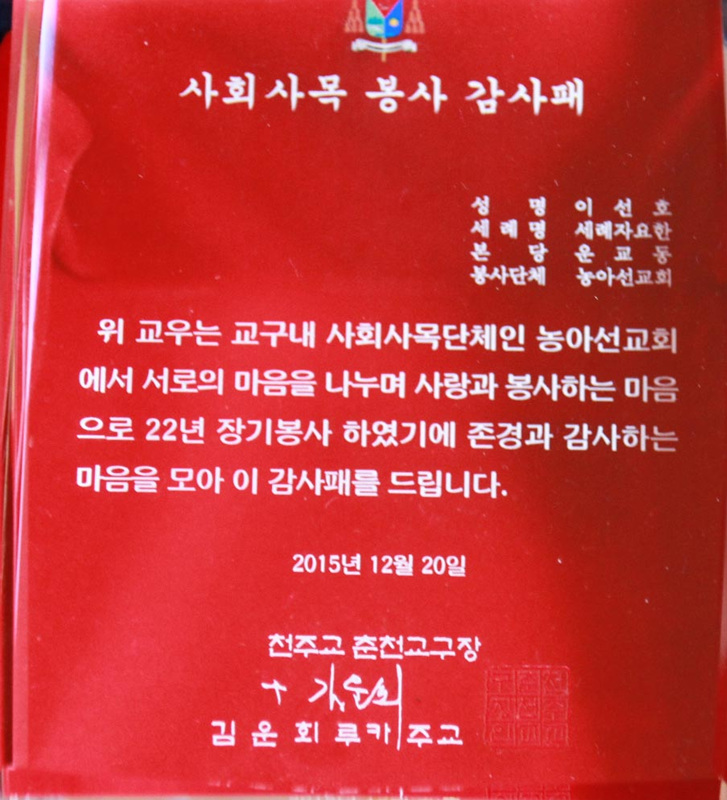 사회사목 봉사 감사패
성 명 이 선 호
세 례 명 세례자요한
본 당 운 교 동
봉사단체 농아선교회
위 교우는 교구내 사회사목단체인 농아선교회
에서 서로의 마음을 나누며 사랑과 봉사하는 마음
으로 22년 장기봉사 하였기에 존경과 감사하는
마음을 모아 이 감사패를 드립니다.
2015년 12월 20일
천주교 춘천교구장
+ 김운회
김 운 회 루카 주교